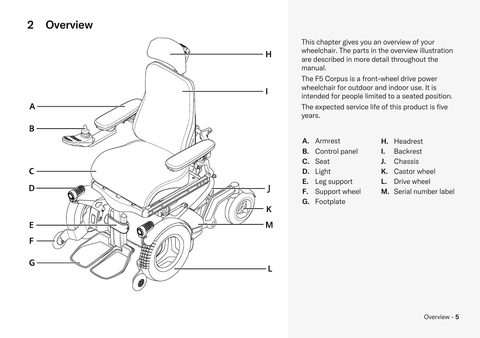 2 Overview
H
I
A
B
C
D
J
K
E
M
F
G
L
This chapter gives you an overview of your
wheelchair. The parts in the overview illustration
are described in more detail throughout the
manual.
The F5 Corpus is a front-wheel drive power
wheelchair for outdoor and indoor use. It is
intended for people limited to a seated position.
The expected service life of this product is five
years.
A. Armrest
B. Control panel
C. Seat
D. Light
E. Leg support
F. Support wheel
G. Footplate
H. Headrest
I. Backrest
J. Chassis
K. Castor wheel
L. Drive wheel
M. Serial number label
Overview - 5